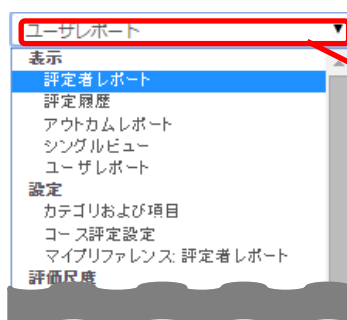 ユーザレポート
表示
評定者レポート
評定履歴
アウトカムレポート
シングルビュー
ユーザレポート
設定
カテゴリおよび項目
コース評定設定
マイプリファレンス: 評定者レポート
評価尺度